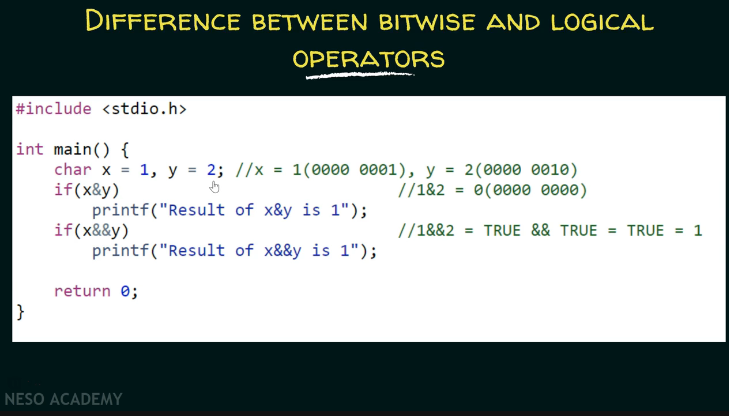 DIFFERENCE BETWEEN BITWISE AND LOGICAL
OPERATORS
#include <stdio.h>
int main() {
char x = 1, y = 2; //x = 1(0000 0001), y = 2(0000 0010)
if(x&y) //1&2 = 0(0000 0000)
printf("Result of x&y is 1");
if(x&&y) //1&&2 = TRUE && TRUE = TRUE = 1
printf("Result of x&&y is 1");
return 0;
}
NESO ACADEMY